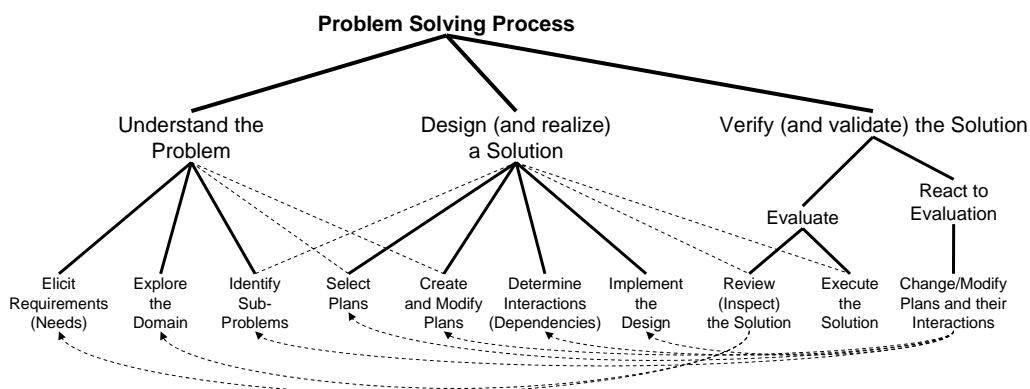 Problem Solving Process
Understand the
Problem
Design (and realize)
a Solution
Verify (and validate) the Solution
Evaluate
React to
Evaluation
Elicit
Requirements
(Needs)
Explore
the
Domain
Identify
Sub-
Problems
Select
Plans
Create
and Modify
Plans
Determine
Interactions
(Dependencies)
Implement
the
Design
Review
(Inspect)
the Solution
Execute
the
Solution
Change/Modify
Plans and their
Interactions